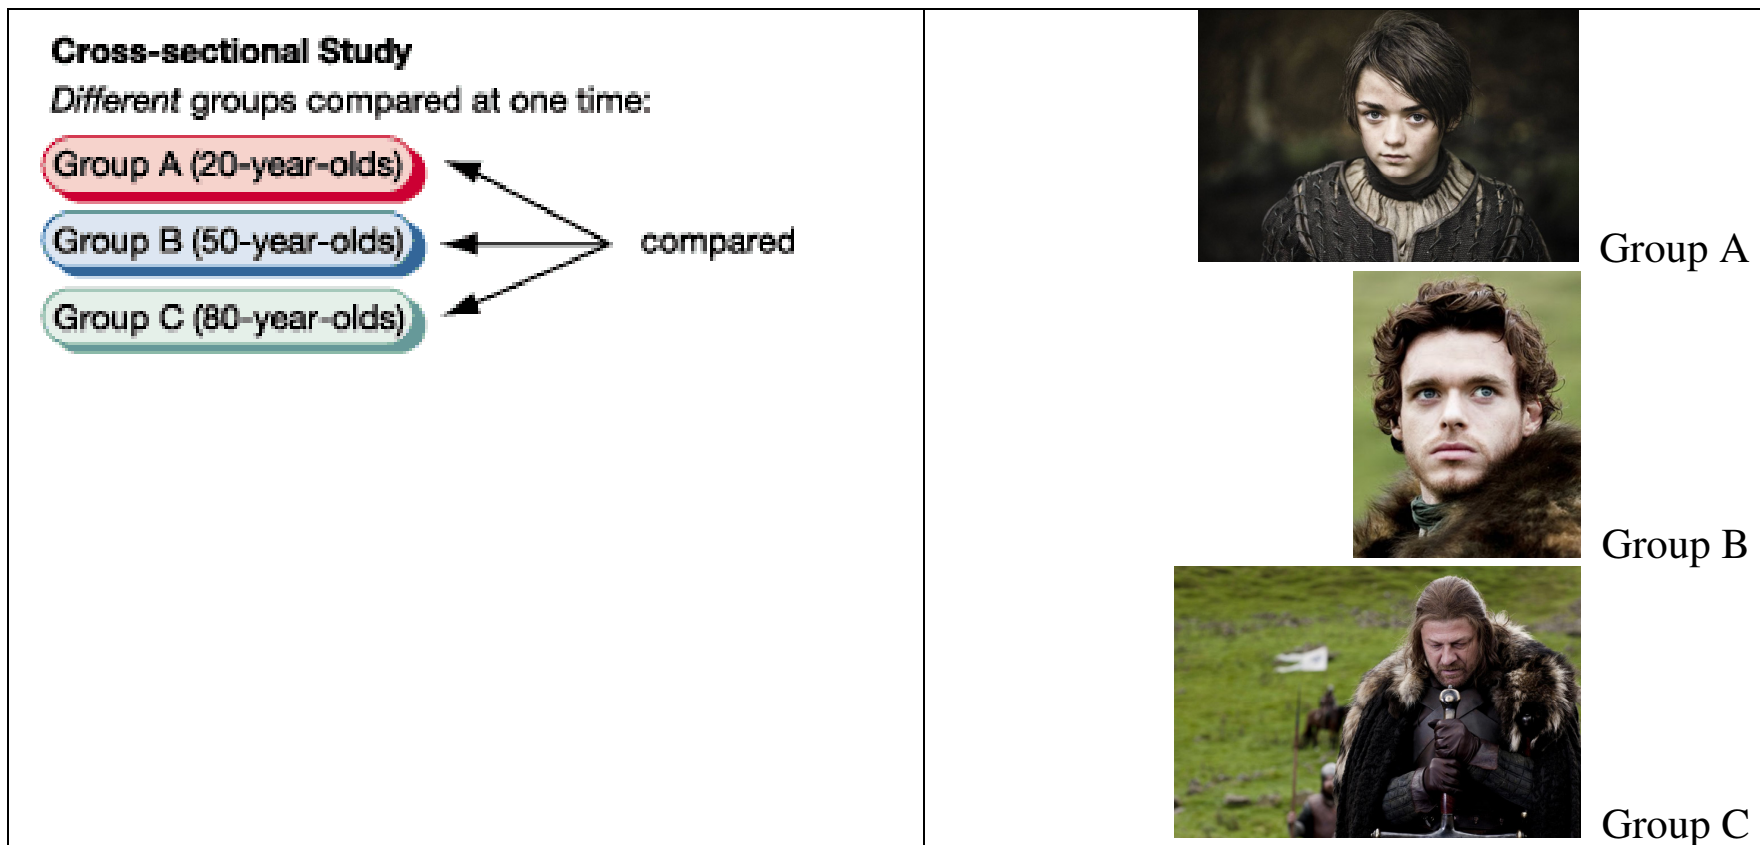 Cross-sectional Study
Different groups compared at one time:
Group A (20-year-olds)
Group B (50-year-olds)
compared
Group C (80-year-olds)
Group A
Group B
Group C